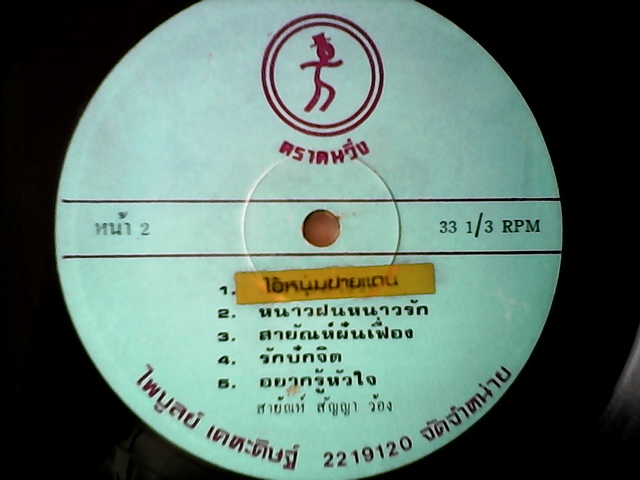 ตราคนวิ่ง
หน้า 2
33 1/3 RPM
1. ไอ้หนุ่มชายแดน
2. หนาวฝนหนาวรัก
3. สายัณห์ผันเฟื่อง
4. รักปักจิต
5. อยากรู้หัวใจ
สายัณห์ สัญญา ร้อง
ไพบูลย์ เดหะดิษฐ์ 2219120 จัดจำหน่าย